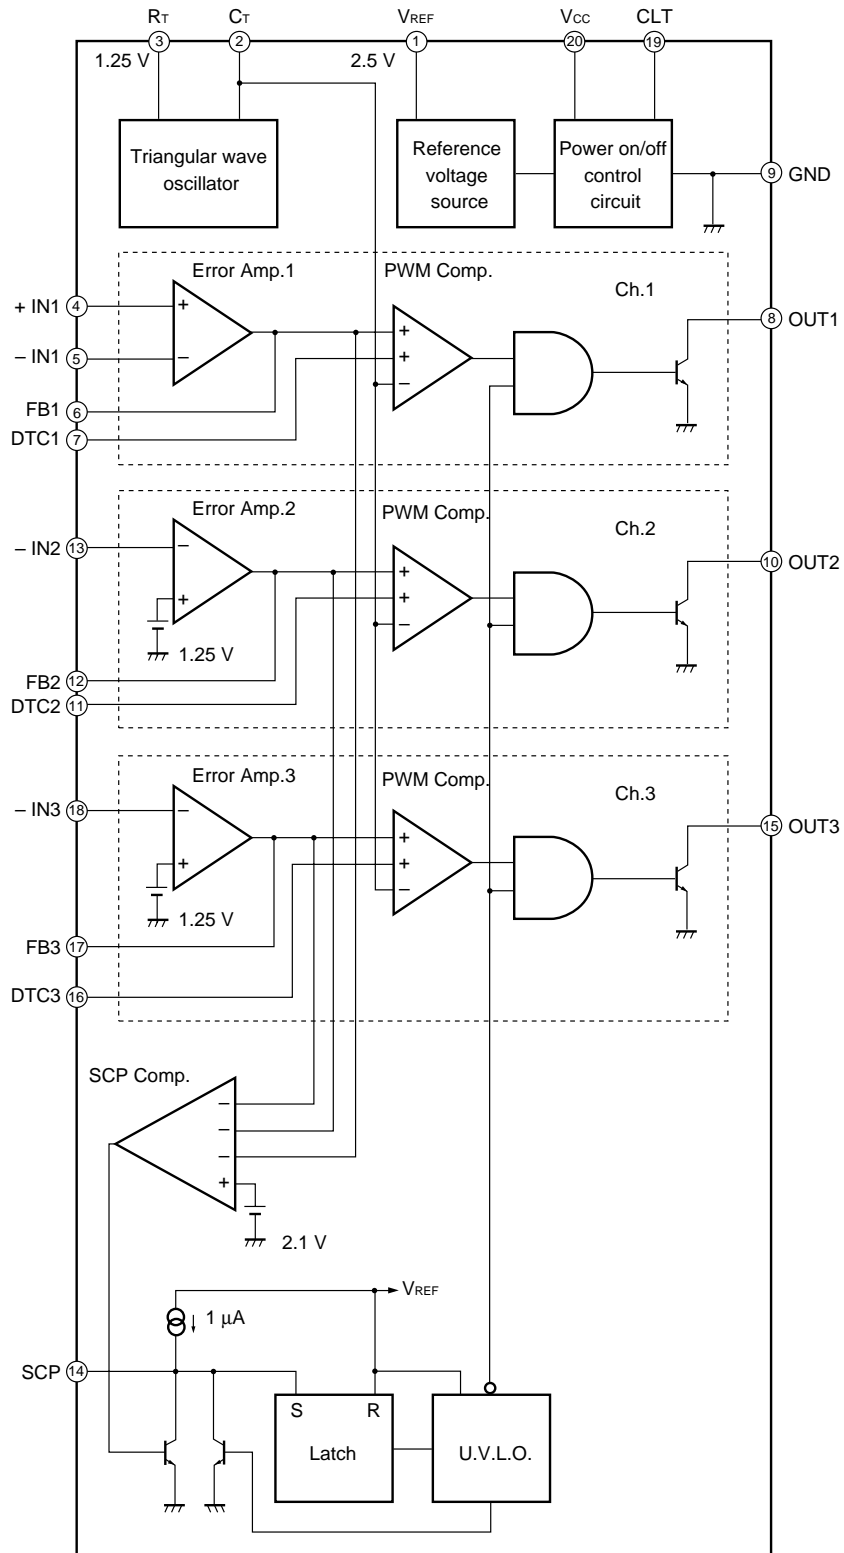 RT CT VREF VCC CLT
3 2 1 20 19
1.25 V 2.5 V
Triangular wave
oscillator
Reference
voltage
source
Power on/off
control
circuit
9 GND
Error Amp.1 PWM Comp. Ch.1
+ IN1 4 + + 8 OUT1
– IN1 5 – + –
FB1 6
DTC1 7
Error Amp.2 PWM Comp. Ch.2
– IN2 13 – + 10 OUT2
+ + –
1.25 V
FB2 12
DTC2 11
Error Amp.3 PWM Comp. Ch.3
– IN3 18 – + 15 OUT3
+ + –
1.25 V
FB3 17
DTC3 16
SCP Comp.
–
–
–
+
2.1 V
VREF
1 µA
SCP 14
S R
Latch U.V.L.O.